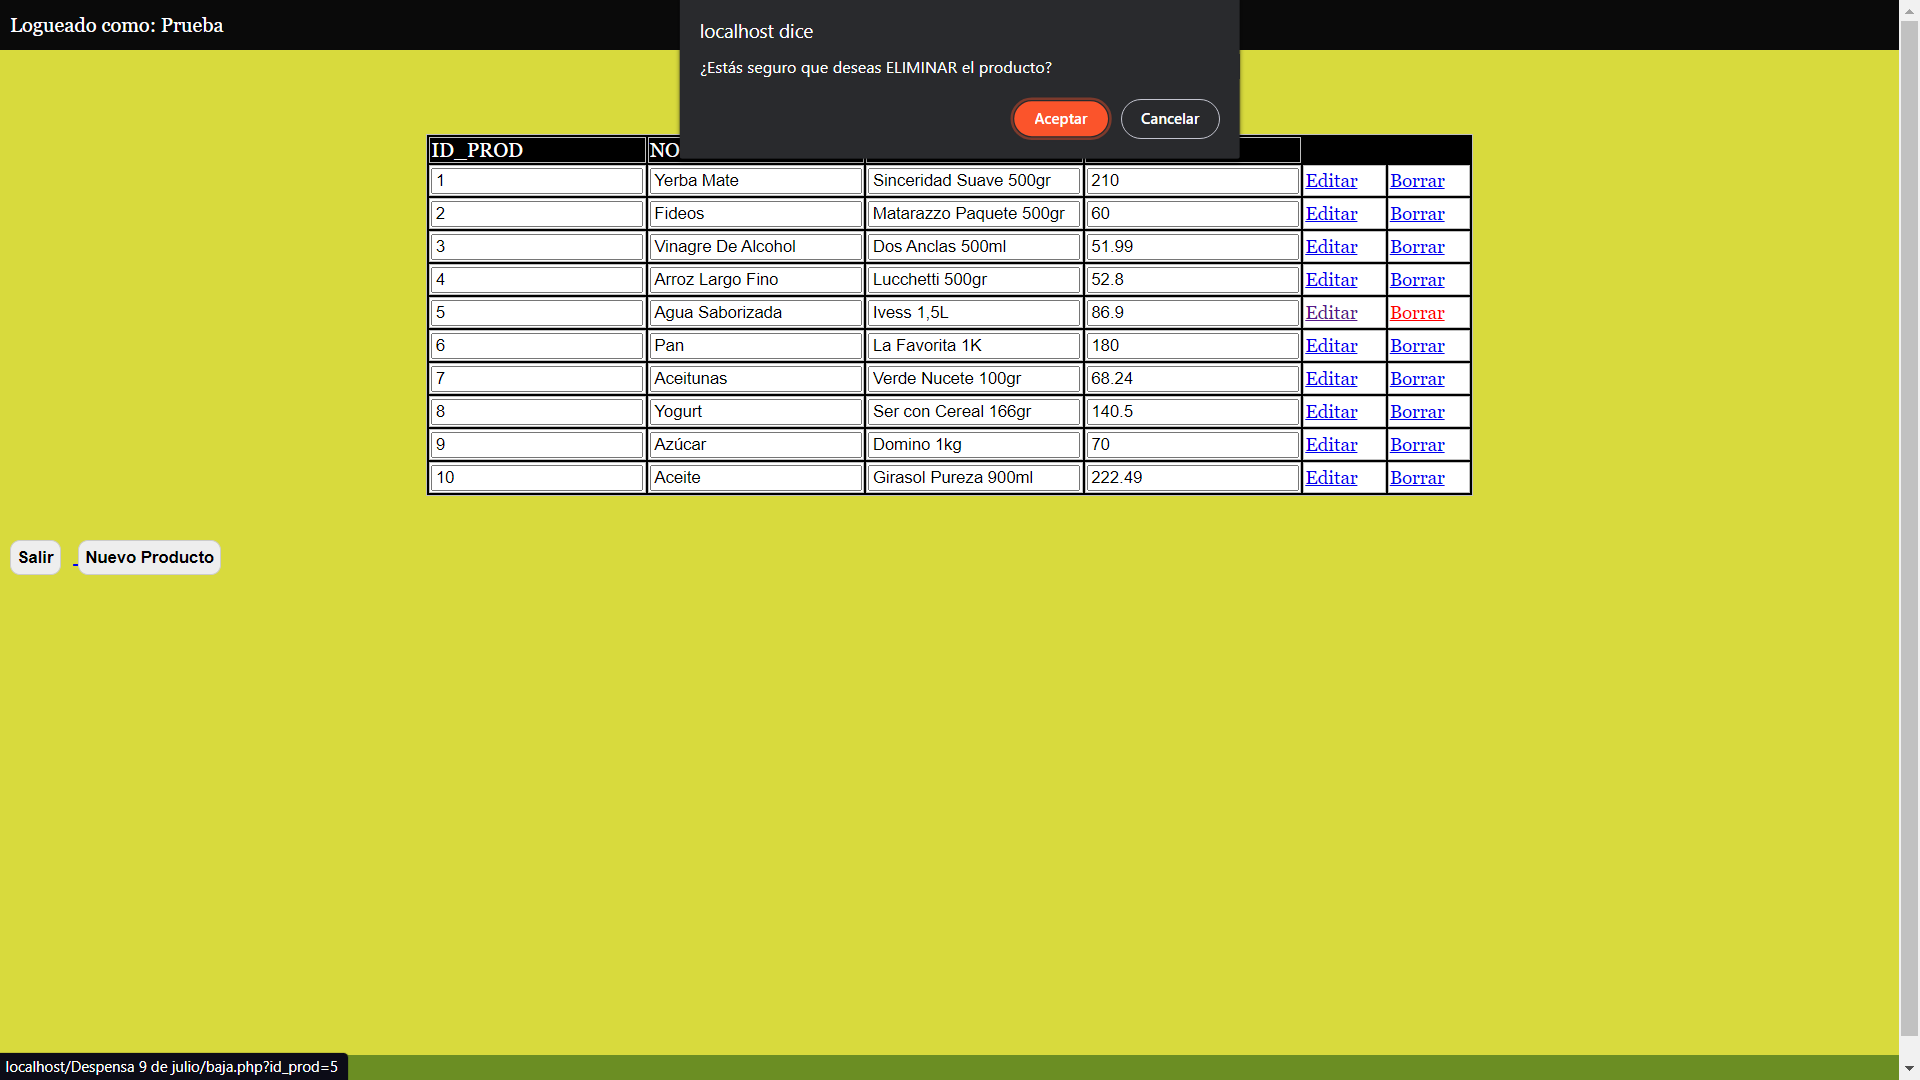 Logueado como: Prueba
localhost dice
¿Estás seguro que deseas ELIMINAR el producto?
Aceptar Cancelar
ID_PROD NO
1 Yerba Mate Sinceridad Suave 500gr 210 Editar Borrar
2 Fideos Matarazzo Paquete 500gr 60 Editar Borrar
3 Vinagre De Alcohol Dos Anclas 500ml 51.99 Editar Borrar
4 Arroz Largo Fino Lucchetti 500gr 52.8 Editar Borrar
5 Agua Saborizada Ivess 1,5L 86.9 Editar Borrar
6 Pan La Favorita 1K 180 Editar Borrar
7 Aceitunas Verde Nucete 100gr 68.24 Editar Borrar
8 Yogurt Ser con Cereal 166gr 140.5 Editar Borrar
9 Azúcar Domino 1kg 70 Editar Borrar
10 Aceite Girasol Pureza 900ml 222.49 Editar Borrar
Salir Nuevo Producto
localhost/Despensa 9 de julio/baja.php?id_prod=5